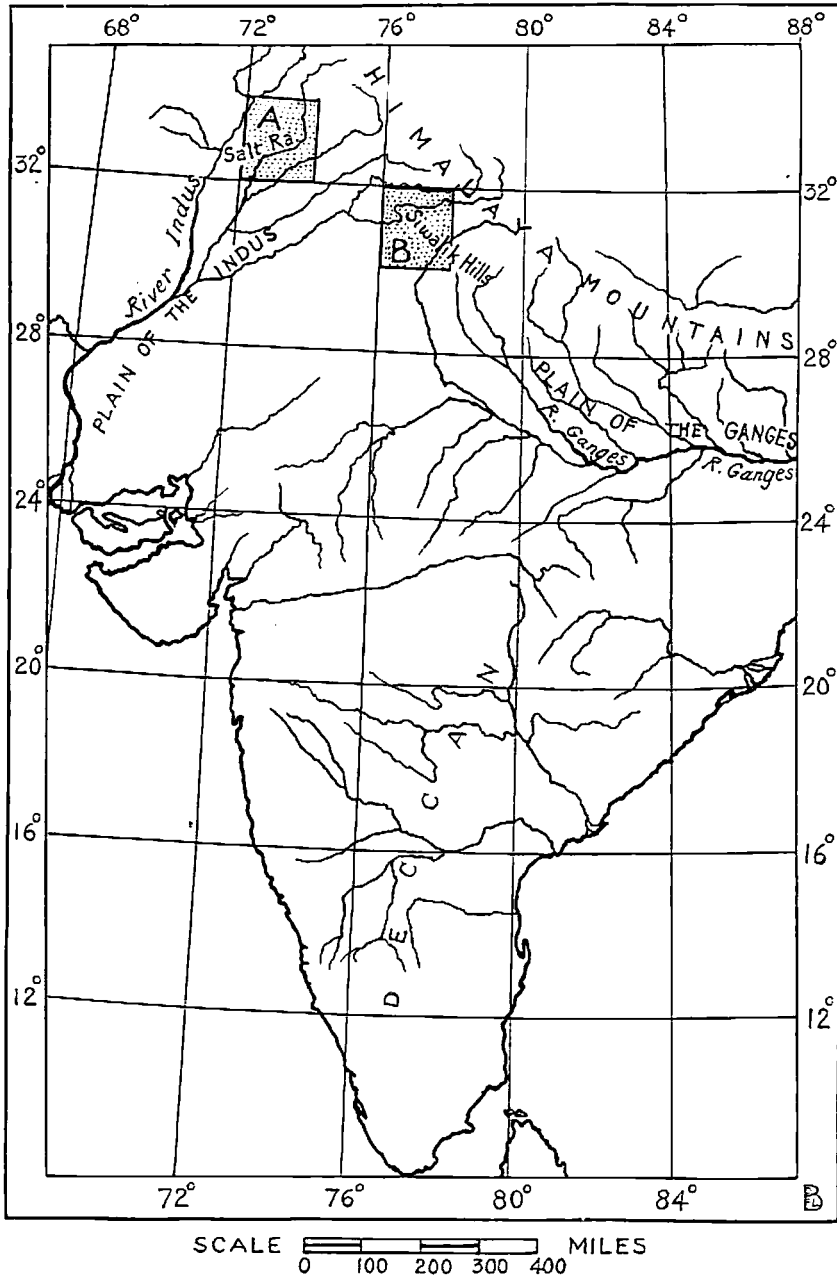 68° 72° 76° 80° 84° 88°
HIMALAYA MOUNTAINS
A
Salt Ra.
32° 32°
B
Siwalik Hills
River Indus
PLAIN OF THE INDUS
28° 28°
PLAIN OF THE GANGES
R. Ganges
R. Ganges
24° 24°
20° 20°
DECCAN
16° 16°
12° 12°
72° 76° 80° 84°
SCALE MILES
0 100 200 300 400